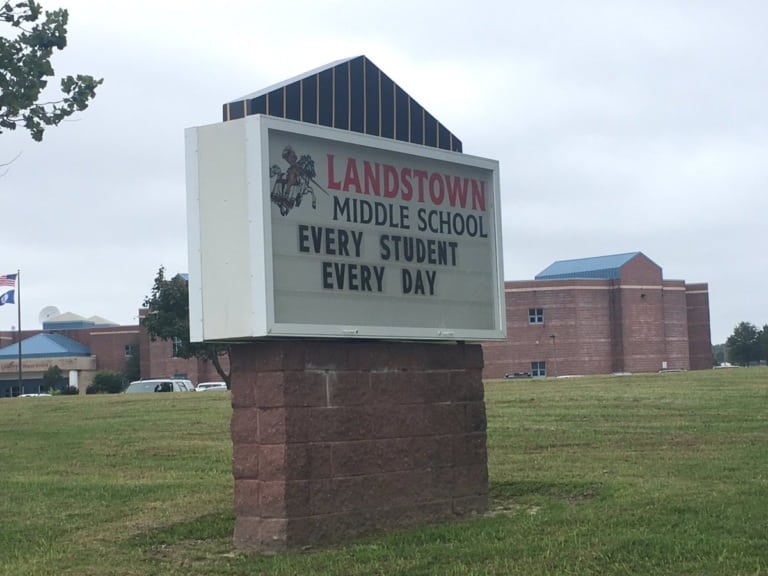 LANDSTOWN
MIDDLE SCHOOL
EVERY STUDENT
EVERY DAY